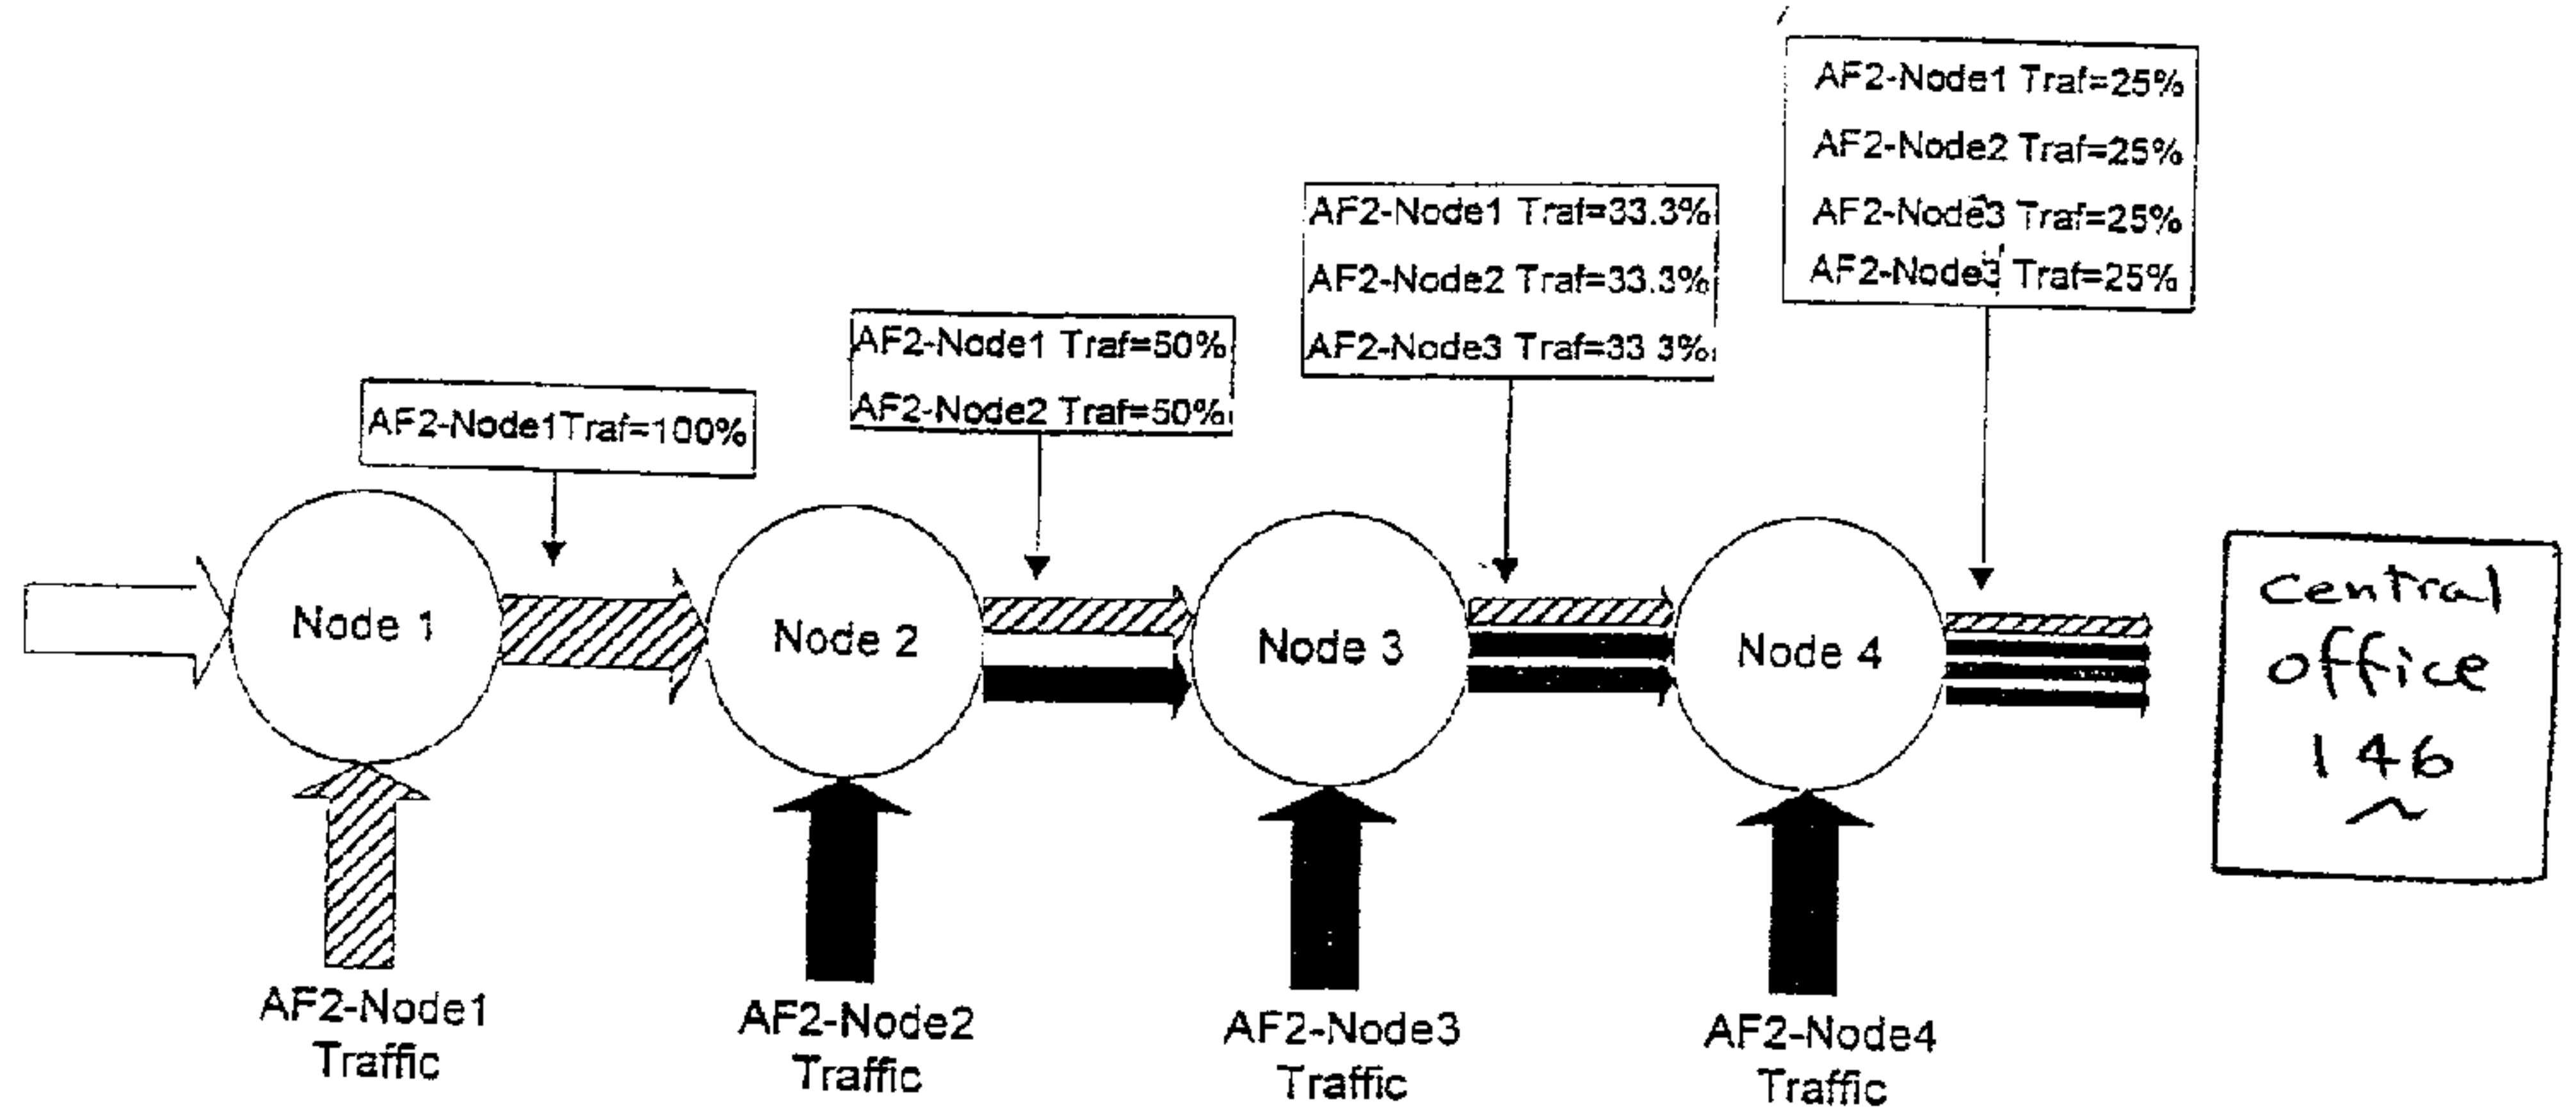 AF2-Node1 Traf=25%
AF2-Node2 Traf=25%
AF2-Node3 Traf=25%
AF2-Node3 Traf=25%
AF2-Node1 Traf=33.3%
AF2-Node2 Traf=33.3%
AF2-Node3 Traf=33.3%
AF2-Node1 Traf=50%
AF2-Node2 Traf=50%
AF2-Node1Traf=100%
Node 1
Node 2
Node 3
Node 4
central
office
146
AF2-Node1
Traffic
AF2-Node2
Traffic
AF2-Node3
Traffic
AF2-Node4
Traffic